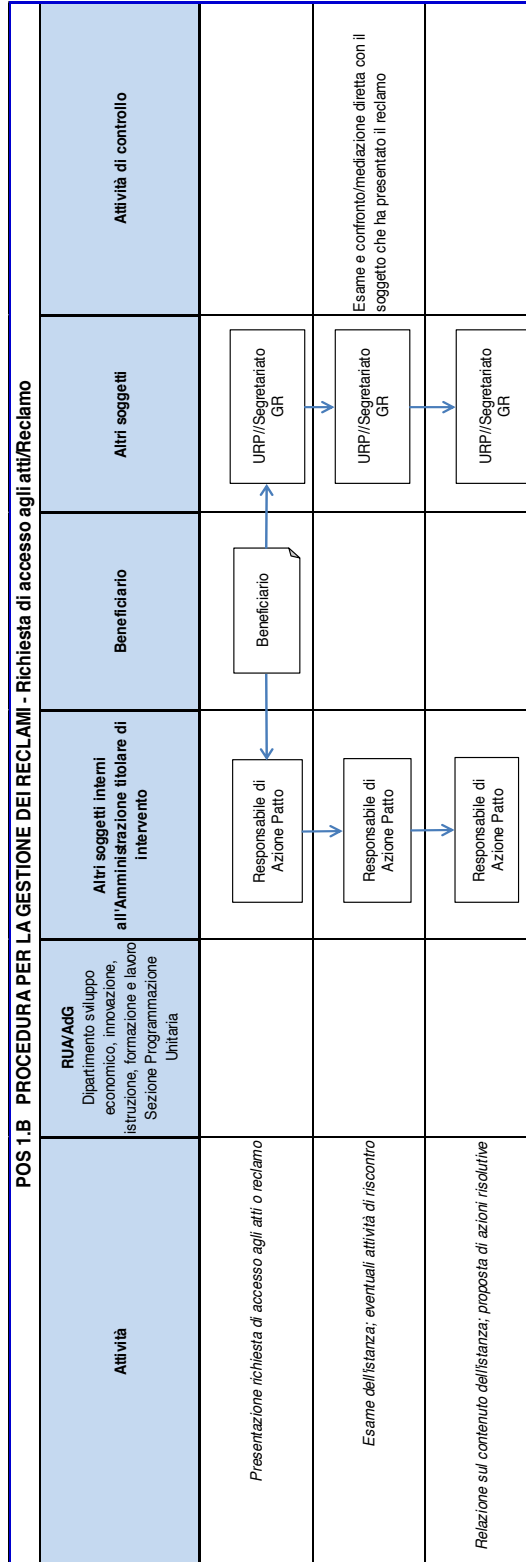 POS 1.B PROCEDURA PER LA GESTIONE DEI RECLAMI - Richiesta di accesso agli atti/Reclamo
Attività
RUA/AdG
Dipartimento sviluppo
economico, innovazione,
istruzione, formazione e lavoro
Sezione Programmazione
Unitaria
Altri soggetti interni
all'Amministrazione titolare di
intervento
Beneficiario
Altri soggetti
Attività di controllo
Presentazione richiesta di accesso agli atti o reclamo
Responsabile di
Azione Patto
Beneficiario
URP//Segretariato
GR
Esame dell'istanza; eventuali attività di riscontro
Responsabile di
Azione Patto
URP//Segretariato
GR
Esame e confronto/mediazione diretta con il
soggetto che ha presentato il reclamo
Relazione sul contenuto dell'istanza; proposta di azioni risolutive
Responsabile di
Azione Patto
URP//Segretariato
GR